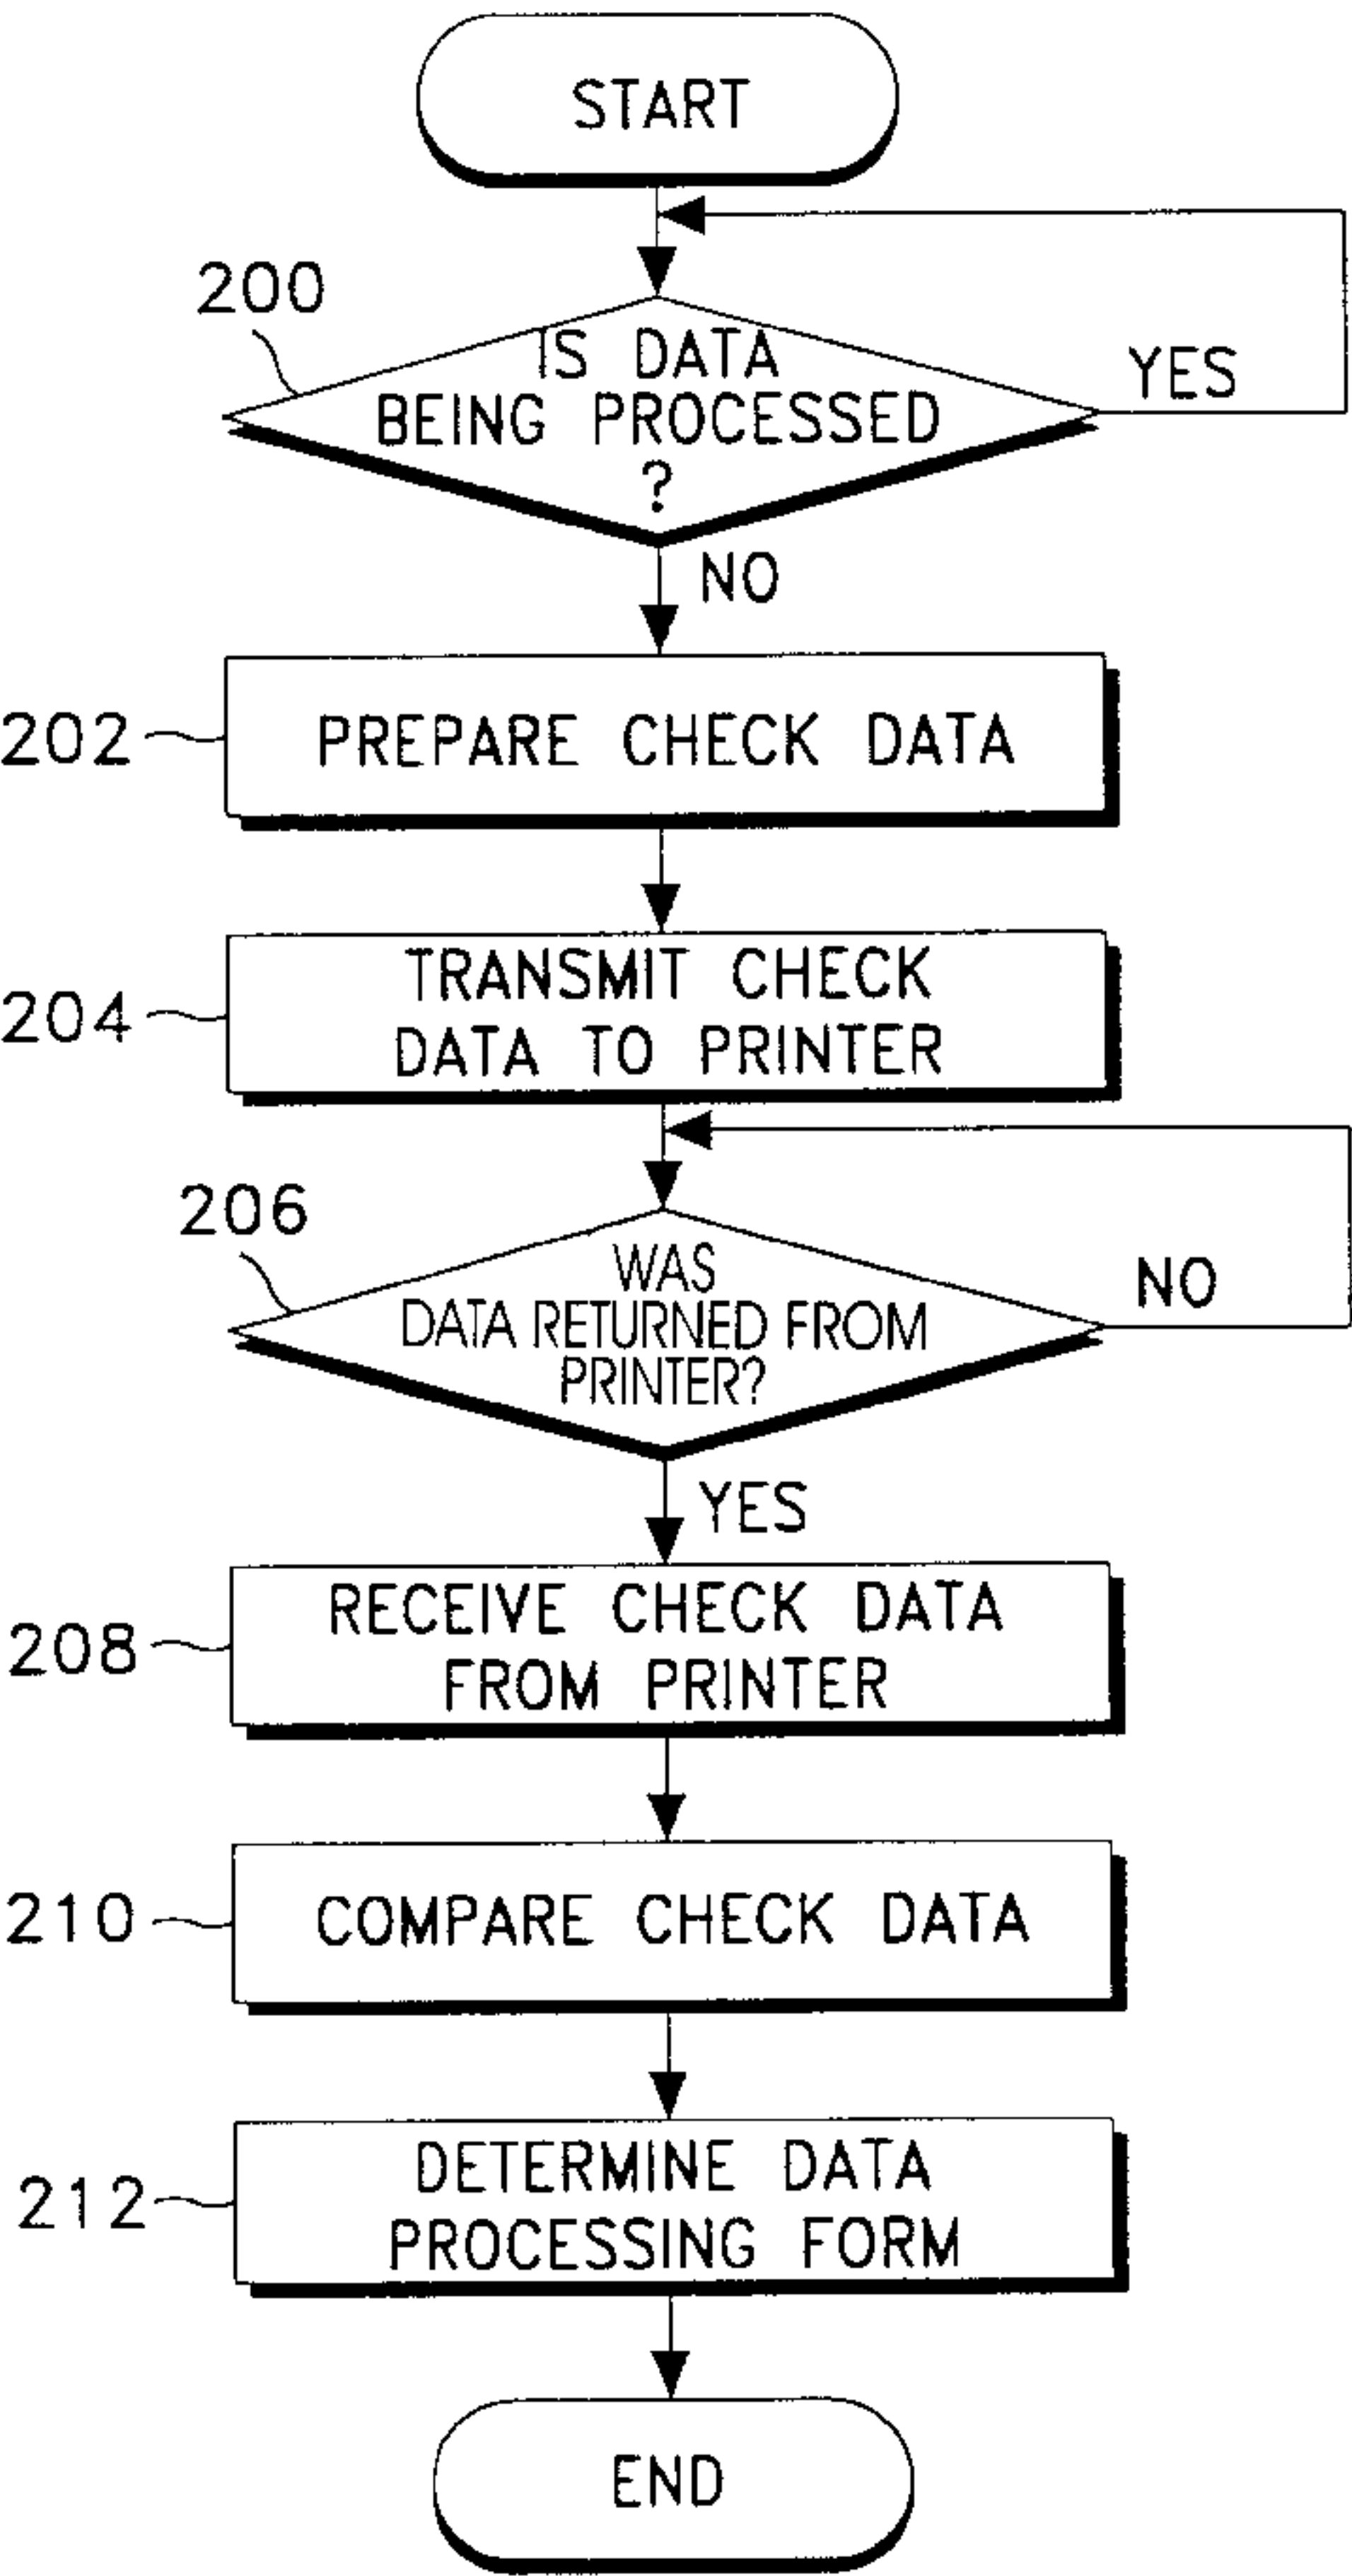 START
200
IS DATA
BEING PROCESSED
?
YES
NO
202
PREPARE CHECK DATA
204
TRANSMIT CHECK
DATA TO PRINTER
206
WAS
DATA RETURNED FROM
PRINTER?
NO
YES
208
RECEIVE CHECK DATA
FROM PRINTER
210
COMPARE CHECK DATA
212
DETERMINE DATA
PROCESSING FORM
END